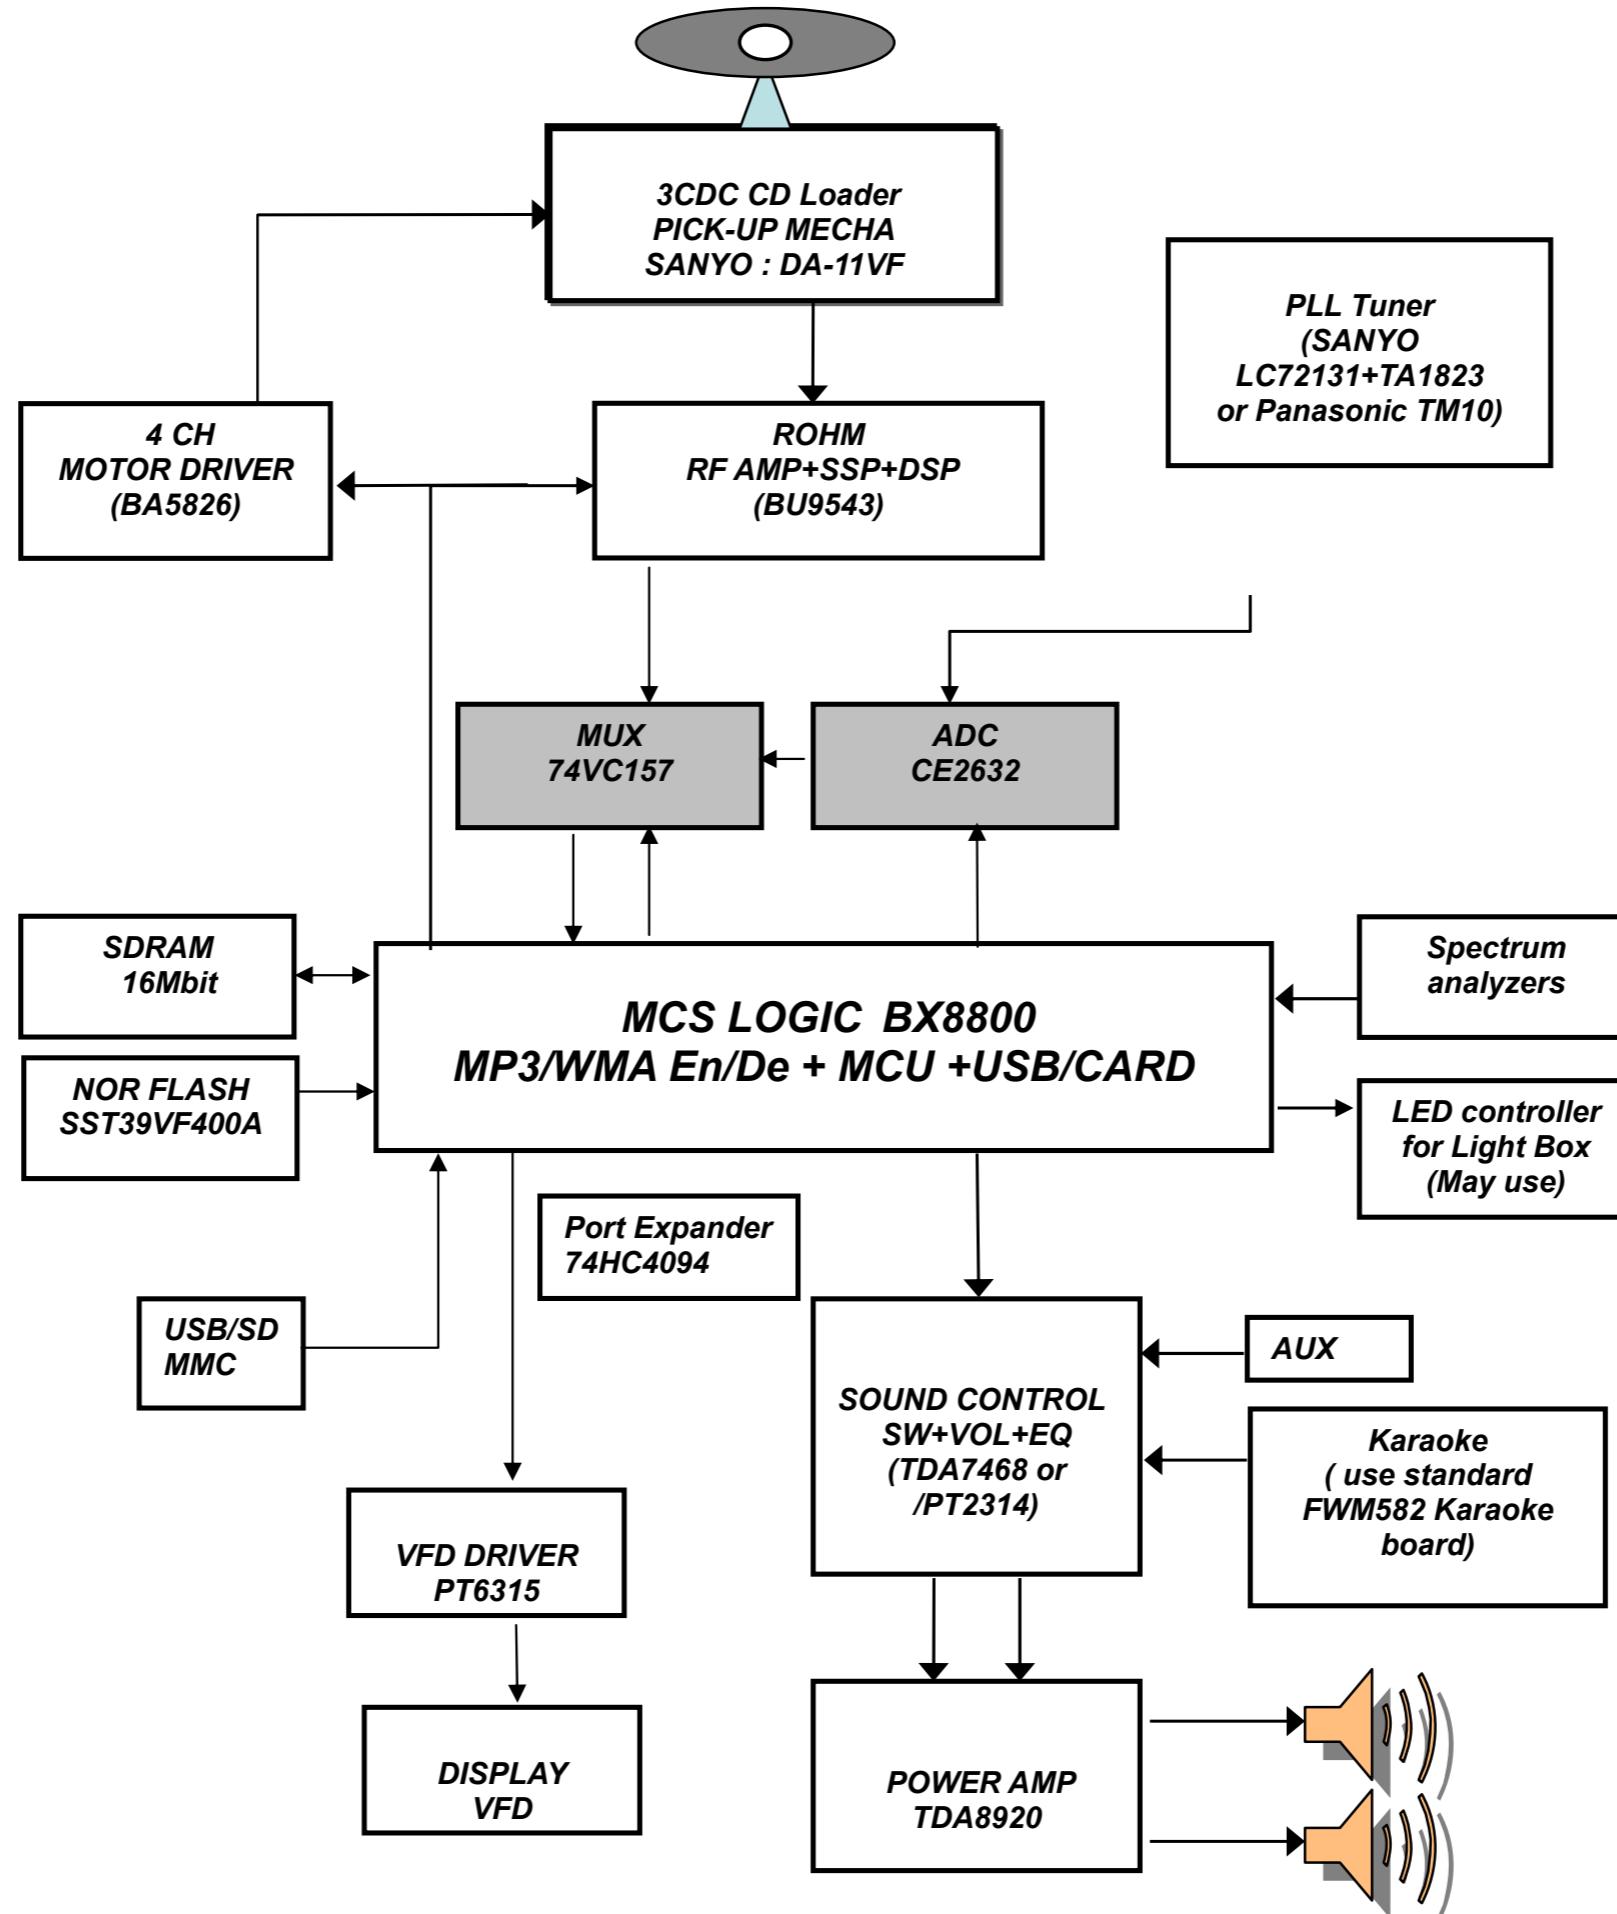 3CDC CD Loader
PICK-UP MECHA
SANYO : DA-11VF
PLL Tuner
(SANYO
LC72131+TA1823
or Panasonic TM10)
4 CH
MOTOR DRIVER
(BA5826)
ROHM
RF AMP+SSP+DSP
(BU9543)
MUX
74VC157
ADC
CE2632
SDRAM
16Mbit
MCS LOGIC BX8800
MP3/WMA En/De + MCU +USB/CARD
Spectrum
analyzers
NOR FLASH
SST39VF400A
LED controller
for Light Box
(May use)
Port Expander
74HC4094
USB/SD
MMC
SOUND CONTROL
SW+VOL+EQ
(TDA7468 or
/PT2314)
AUX
Karaoke
( use standard
FWM582 Karaoke
board)
VFD DRIVER
PT6315
DISPLAY
VFD
POWER AMP
TDA8920